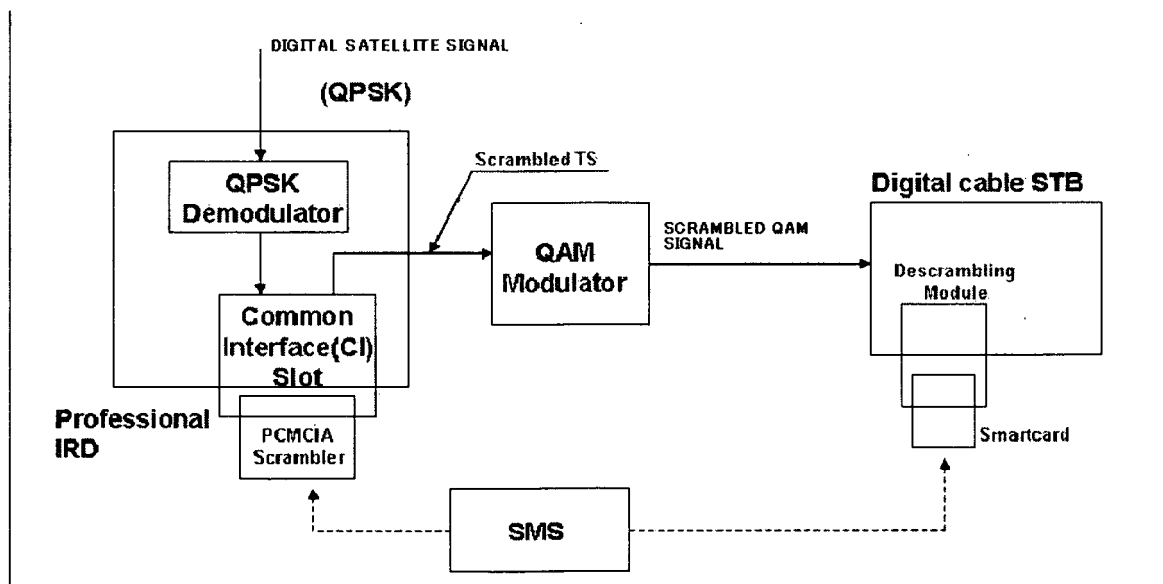 DIGITAL SATELLITE SIGNAL
(QPSK)
QPSK
Demodulator
Scrambled TS
Common
Interface(CI)
Slot
Professional
IRD
PCMCIA
Scrambler
QAM
Modulator
SCRAMBLED QAM
SIGNAL
Digital cable STB
Descrambling
Module
Smartcard
SMS